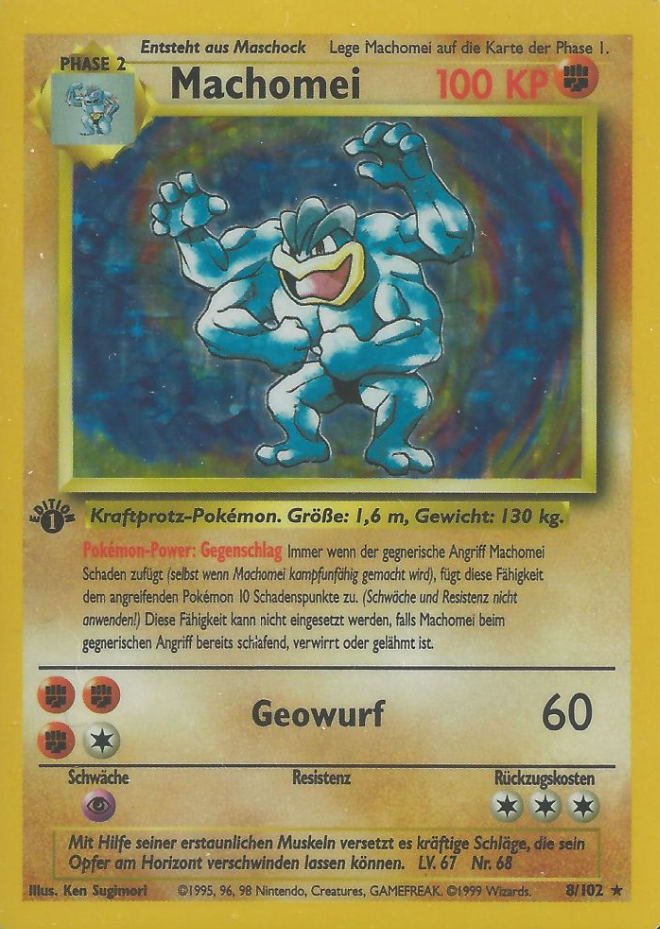 Entsteht aus Maschock Lege Machomei auf die Karte der Phase 1.
PHASE 2
Machomei 100 KP
EDITION 1
Kraftprotz-Pokémon. Größe: 1,6 m, Gewicht: 130 kg.
Pokémon-Power: Gegenschlag Immer wenn der gegnerische Angriff Machomei
Schaden zufügt (selbst wenn Machomei kampfunfähig gemacht wird), fügt diese Fähigkeit
dem angreifenden Pokémon 10 Schadenspunkte zu. (Schwäche und Resistenz nicht
anwenden!) Diese Fähigkeit kann nicht eingesetzt werden, falls Machomei beim
gegnerischen Angriff bereits schlafend, verwirrt oder gelähmt ist.
Geowurf 60
Schwäche Resistenz Rückzugskosten
Mit Hilfe seiner erstaunlichen Muskeln versetzt es kräftige Schläge, die sein
Opfer am Horizont verschwinden lassen können. LV. 67 Nr. 68
Illus. Ken Sugimori ©1995, 96, 98 Nintendo, Creatures, GAMEFREAK. ©1999 Wizards. 8/102 ★